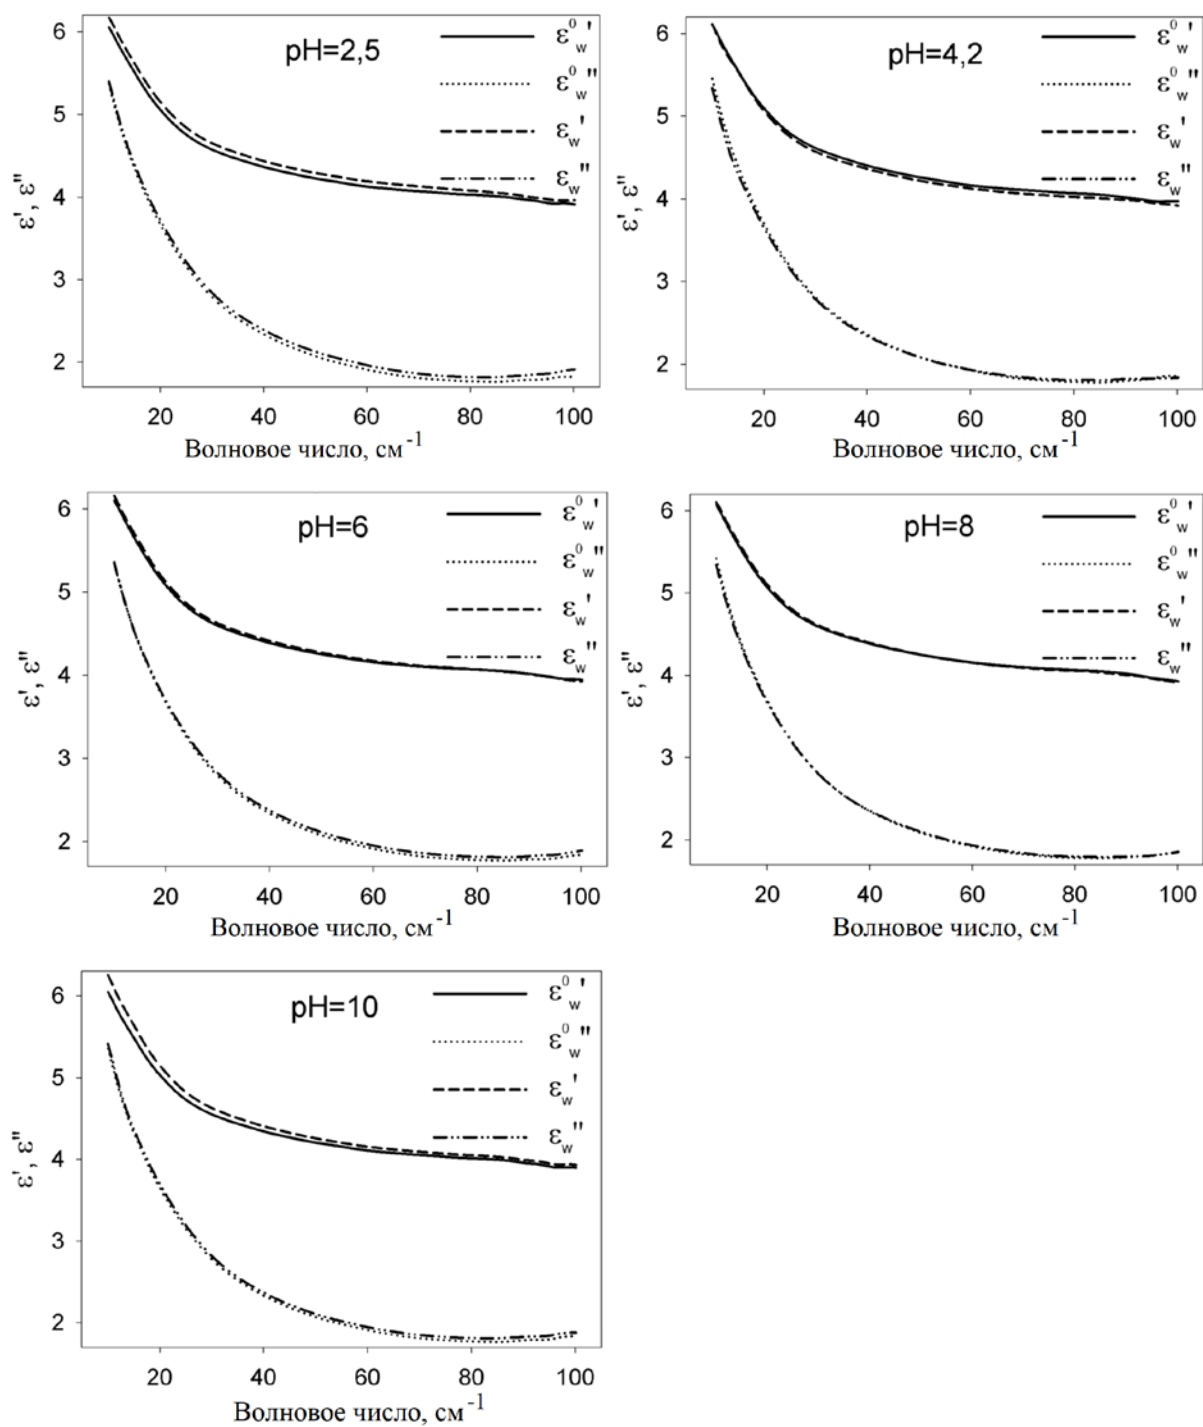 pH=2,5
ε⁰w'
ε⁰w"
εw'
εw"
6
5
4
3
2
ε', ε"
20 40 60 80 100
Волновое число, см⁻¹
pH=4,2
ε⁰w'
ε⁰w"
εw'
εw"
6
5
4
3
2
ε', ε"
20 40 60 80 100
Волновое число, см⁻¹
pH=6
ε⁰w'
ε⁰w"
εw'
εw"
6
5
4
3
2
ε', ε"
20 40 60 80 100
Волновое число, см⁻¹
pH=8
ε⁰w'
ε⁰w"
εw'
εw"
6
5
4
3
2
ε', ε"
20 40 60 80 100
Волновое число, см⁻¹
pH=10
ε⁰w'
ε⁰w"
εw'
εw"
6
5
4
3
2
ε', ε"
20 40 60 80 100
Волновое число, см⁻¹